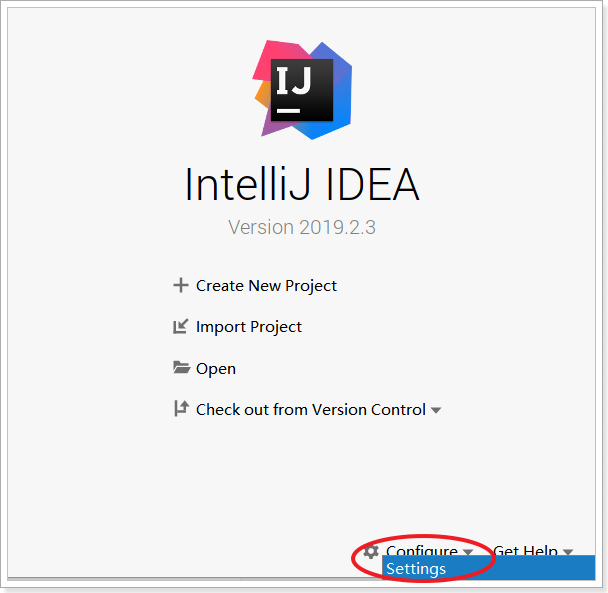 IJ
IntelliJ IDEA
Version 2019.2.3
Create New Project
Import Project
Open
Check out from Version Control
Configure Get Help
Settings